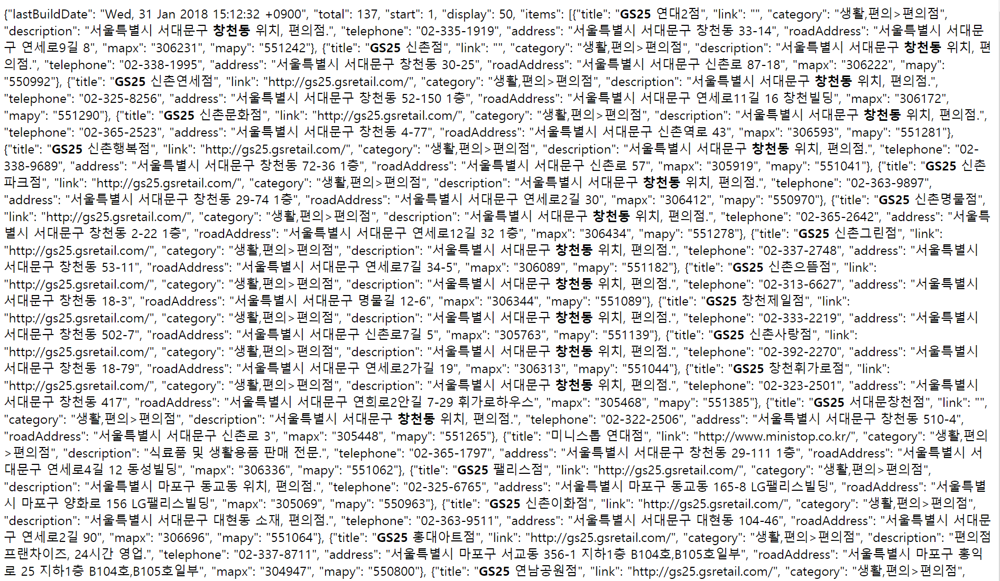 {"lastBuildDate": "Wed, 31 Jan 2018 15:12:32 +0900", "total": 137, "start": 1, "display": 50, "items": [{"title": "GS25 연대2점", "link": "", "category": "생활,편의>편의점",
"description": "서울특별시 서대문구 창천동 위치, 편의점.", "telephone": "02-335-1919", "address": "서울특별시 서대문구 창천동 33-14", "roadAddress": "서울특별시 서대문
구 연세로9길 8", "mapx": "306231", "mapy": "551242"}, {"title": "GS25 신촌점", "link": "", "category": "생활,편의>편의점", "description": "서울특별시 서대문구 창천동 위치, 편
의점.", "telephone": "02-338-1995", "address": "서울특별시 서대문구 창천동 30-25", "roadAddress": "서울특별시 서대문구 신촌로 87-18", "mapx": "306222", "mapy":
"550992"}, {"title": "GS25 신촌연세점", "link": "http://gs25.gsretail.com/", "category": "생활,편의>편의점", "description": "서울특별시 서대문구 창천동 위치, 편의점.",
"telephone": "02-325-8256", "address": "서울특별시 서대문구 창천동 52-150 1층", "roadAddress": "서울특별시 서대문구 연세로11길 16 창천빌딩", "mapx": "306172",
"mapy": "551290"}, {"title": "GS25 신촌문화점", "link": "http://gs25.gsretail.com/", "category": "생활,편의>편의점", "description": "서울특별시 서대문구 창천동 위치, 편의점.",
"telephone": "02-365-2523", "address": "서울특별시 서대문구 창천동 4-77", "roadAddress": "서울특별시 서대문구 신촌역로 43", "mapx": "306593", "mapy": "551281"},
{"title": "GS25 신촌행복점", "link": "http://gs25.gsretail.com/", "category": "생활,편의>편의점", "description": "서울특별시 서대문구 창천동 위치, 편의점.", "telephone": "02-
338-9689", "address": "서울특별시 서대문구 창천동 72-36 1층", "roadAddress": "서울특별시 서대문구 신촌로 57", "mapx": "305919", "mapy": "551041"}, {"title": "GS25 신촌
파크점", "link": "http://gs25.gsretail.com/", "category": "생활,편의>편의점", "description": "서울특별시 서대문구 창천동 위치, 편의점.", "telephone": "02-363-9897",
"address": "서울특별시 서대문구 창천동 29-74 1층", "roadAddress": "서울특별시 서대문구 연세로2길 30", "mapx": "306412", "mapy": "550970"}, {"title": "GS25 신촌명물점",
"link": "http://gs25.gsretail.com/", "category": "생활,편의>편의점", "description": "서울특별시 서대문구 창천동 위치, 편의점.", "telephone": "02-365-2642", "address": "서울특
별시 서대문구 창천동 2-22 1층", "roadAddress": "서울특별시 서대문구 연세로12길 32 1층", "mapx": "306434", "mapy": "551278"}, {"title": "GS25 신촌그린점", "link":
"http://gs25.gsretail.com/", "category": "생활,편의>편의점", "description": "서울특별시 서대문구 창천동 위치, 편의점.", "telephone": "02-337-2748", "address": "서울특별시
서대문구 창천동 53-11", "roadAddress": "서울특별시 서대문구 연세로7길 34-5", "mapx": "306089", "mapy": "551182"}, {"title": "GS25 신촌으뜸점", "link":
"http://gs25.gsretail.com/", "category": "생활,편의>편의점", "description": "서울특별시 서대문구 창천동 위치, 편의점.", "telephone": "02-313-6627", "address": "서울특별시
서대문구 창천동 18-3", "roadAddress": "서울특별시 서대문구 명물길 12-6", "mapx": "306344", "mapy": "551089"}, {"title": "GS25 창천제일점", "link":
"http://gs25.gsretail.com/", "category": "생활,편의>편의점", "description": "서울특별시 서대문구 창천동 위치, 편의점.", "telephone": "02-333-2219", "address": "서울특별시
서대문구 창천동 502-7", "roadAddress": "서울특별시 서대문구 신촌로7길 5", "mapx": "305763", "mapy": "551139"}, {"title": "GS25 신촌사랑점", "link":
"http://gs25.gsretail.com/", "category": "생활,편의>편의점", "description": "서울특별시 서대문구 창천동 위치, 편의점.", "telephone": "02-392-2270", "address": "서울특별시
서대문구 창천동 18-79", "roadAddress": "서울특별시 서대문구 연세로2가길 19", "mapx": "306313", "mapy": "551044"}, {"title": "GS25 창천휘가로점", "link":
"http://gs25.gsretail.com/", "category": "생활,편의>편의점", "description": "서울특별시 서대문구 창천동 위치, 편의점.", "telephone": "02-323-2501", "address": "서울특별시
서대문구 창천동 417", "roadAddress": "서울특별시 서대문구 연희로2안길 7-29 휘가로하우스", "mapx": "305468", "mapy": "551385"}, {"title": "GS25 서대문창천점", "link": "",
"category": "생활,편의>편의점", "description": "서울특별시 서대문구 창천동 위치, 편의점.", "telephone": "02-322-2506", "address": "서울특별시 서대문구 창천동 510-4",
"roadAddress": "서울특별시 서대문구 신촌로 3", "mapx": "305448", "mapy": "551265"}, {"title": "미니스톱 연대점", "link": "http://www.ministop.co.kr/", "category": "생활,편의
>편의점", "description": "식료품 및 생활용품 판매 전문.", "telephone": "02-365-1797", "address": "서울특별시 서대문구 창천동 29-111 1층", "roadAddress": "서울특별시 서
대문구 연세로4길 12 동성빌딩", "mapx": "306336", "mapy": "551062"}, {"title": "GS25 팰리스점", "link": "http://gs25.gsretail.com/", "category": "생활,편의>편의점",
"description": "서울특별시 마포구 동교동 위치, 편의점.", "telephone": "02-325-6765", "address": "서울특별시 마포구 동교동 165-8 LG팰리스빌딩", "roadAddress": "서울특별
시 마포구 양화로 156 LG팰리스빌딩", "mapx": "305069", "mapy": "550963"}, {"title": "GS25 신촌이화점", "link": "http://gs25.gsretail.com/", "category": "생활,편의>편의점",
"description": "서울특별시 서대문구 대현동 소재, 편의점.", "telephone": "02-363-9511", "address": "서울특별시 서대문구 대현동 104-46", "roadAddress": "서울특별시 서대문
구 연세로2길 90", "mapx": "306696", "mapy": "551064"}, {"title": "GS25 홍대아트점", "link": "http://gs25.gsretail.com/", "category": "생활,편의>편의점", "description": "편의점
프랜차이즈, 24시간 영업.", "telephone": "02-337-8711", "address": "서울특별시 마포구 서교동 356-1 지하1층 B104호,B105호일부", "roadAddress": "서울특별시 마포구 홍익
로 25 지하1층 B104호,B105호일부", "mapx": "304947", "mapy": "550800"}, {"title": "GS25 연남공원점", "link": "http://gs25.gsretail.com/", "category": "생활,편의>편의점",